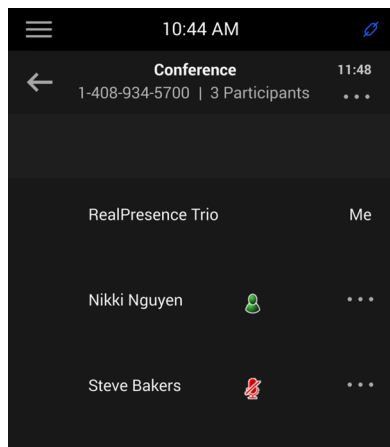 10:44 AM
Conference 11:48
1-408-934-5700 | 3 Participants
RealPresence Trio Me
Nikki Nguyen
Steve Bakers